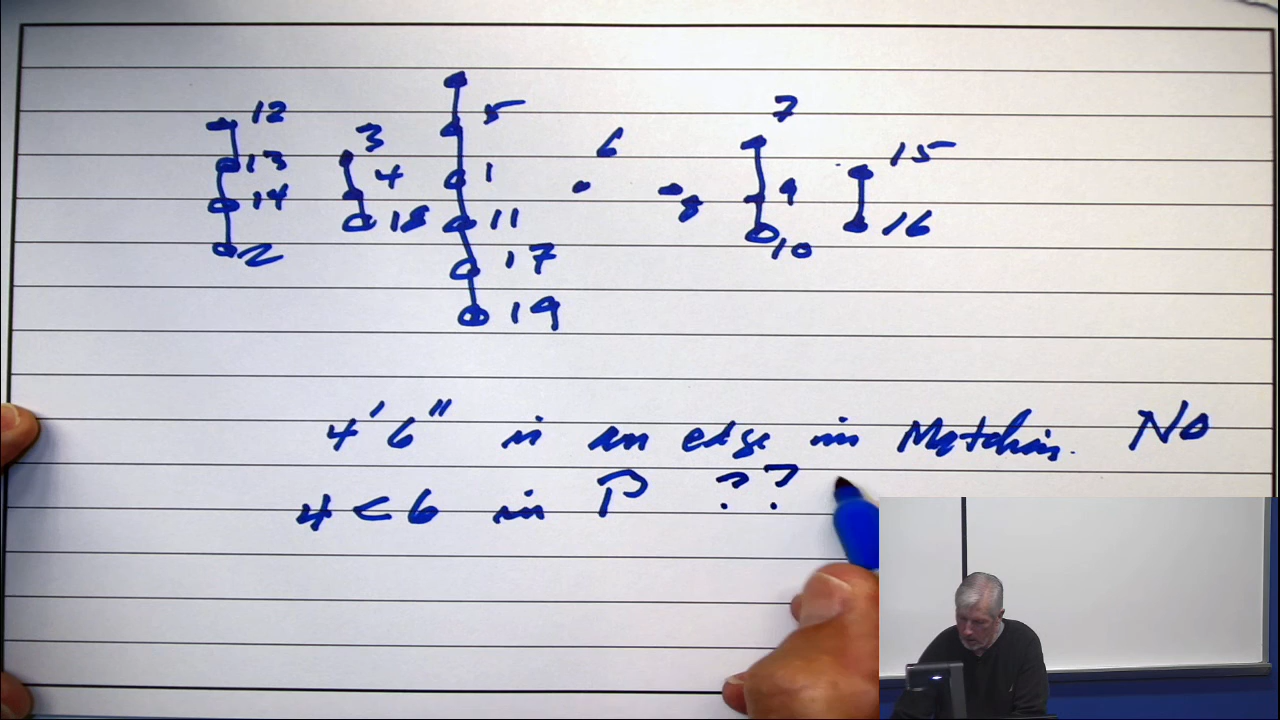 12 3 5 6 7 15
13 4 1 8 9 16
14 18 11 10
2 17
19
4'6" is an edge in Matching. No
4 < 6 in P ??